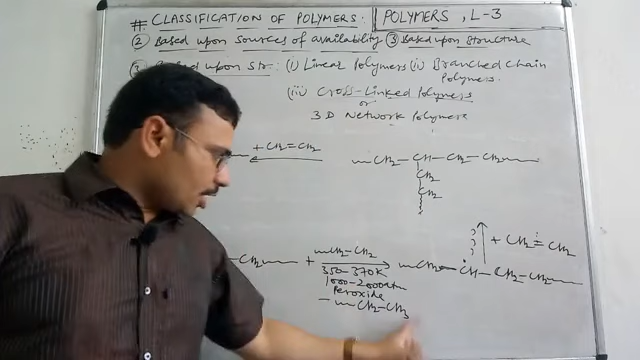 # CLASSIFICATION OF POLYMERS. || POLYMERS, L-3
② Based upon sources of availability ③ Based upon structure
③ Based upon str : (i) Linear Polymers (ii) Branched chain
Polymers.
(iii) Cross-Linked Polymers
or
3D Network Polymers
+ CH2=CH2
CH2 — CH — CH2 — CH2
CH2
CH2
+ CH2 = CH2
CH2 + CH2-CH2
350-370K
1000-2000atm
Peroxide
CH2 — CH — CH2 — CH2
- CH2-CH3